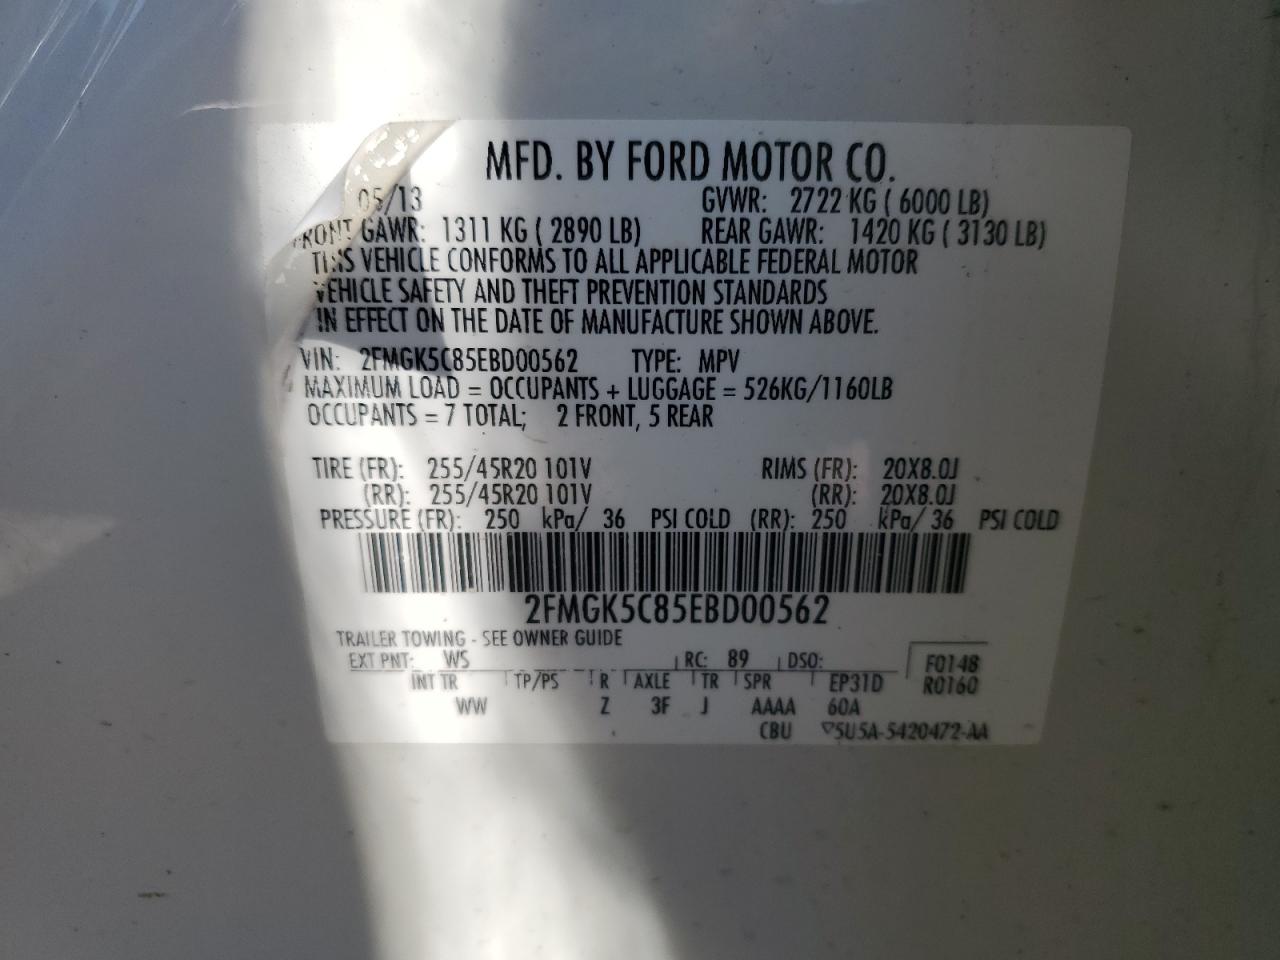 MFD. BY FORD MOTOR CO.
05/13 GVWR: 2722 KG ( 6000 LB)
FRONT GAWR: 1311 KG ( 2890 LB) REAR GAWR: 1420 KG ( 3130 LB)
THIS VEHICLE CONFORMS TO ALL APPLICABLE FEDERAL MOTOR
VEHICLE SAFETY AND THEFT PREVENTION STANDARDS
IN EFFECT ON THE DATE OF MANUFACTURE SHOWN ABOVE.
VIN: 2FMGK5C85EBD00562 TYPE: MPV
MAXIMUM LOAD = OCCUPANTS + LUGGAGE = 526KG/1160LB
OCCUPANTS = 7 TOTAL; 2 FRONT, 5 REAR
TIRE (FR): 255/45R20 101V RIMS (FR): 20X8.0J
(RR): 255/45R20 101V (RR): 20X8.0J
PRESSURE (FR): 250 kPa/ 36 PSI COLD (RR): 250 kPa/ 36 PSI COLD
2FMGK5C85EBD00562
TRAILER TOWING - SEE OWNER GUIDE
EXT PNT: WS RC: 89 DSO: F0148
INT TR TP/PS R AXLE TR SPR EP31D R0160
WW Z 3F J AAAA 60A
CBU ▽5U5A-5420472-AA